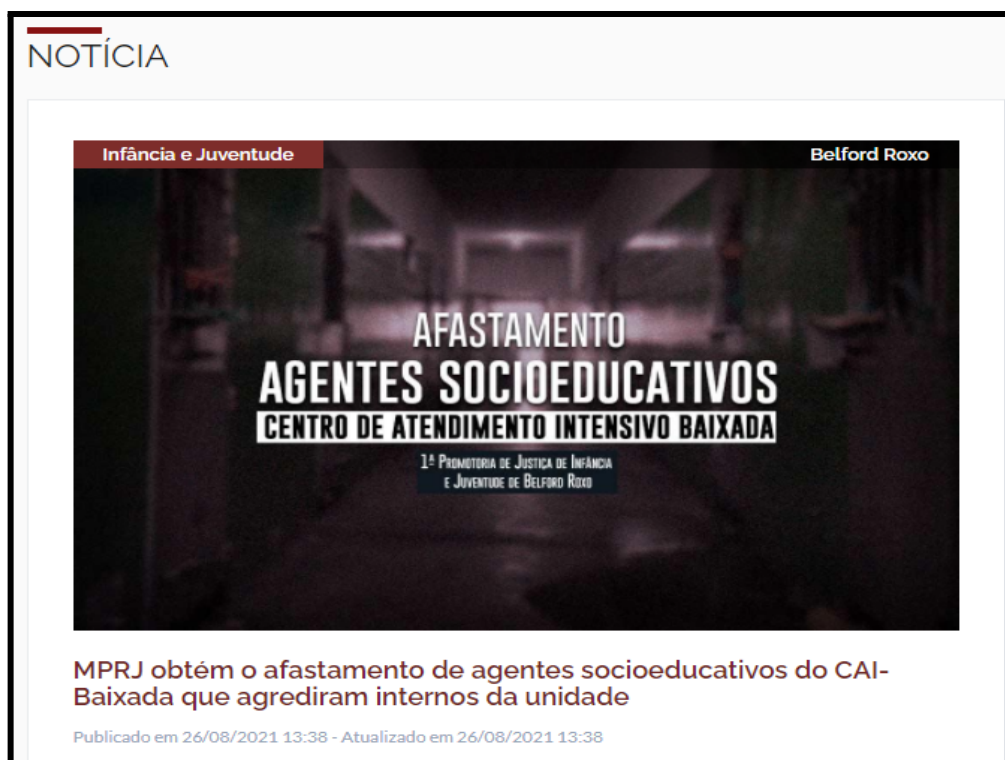 NOTÍCIA
Infância e Juventude
Belford Roxo
AFASTAMENTO
AGENTES SOCIOEDUCATIVOS
CENTRO DE ATENDIMENTO INTENSIVO BAIXADA
1ª PROMOTORIA DE JUSTIÇA DE INFÂNCIA
E JUVENTUDE DE BELFORD ROXO
MPRJ obtém o afastamento de agentes socioeducativos do CAI-
Baixada que agrediram internos da unidade
Publicado em 26/08/2021 13:38 - Atualizado em 26/08/2021 13:38